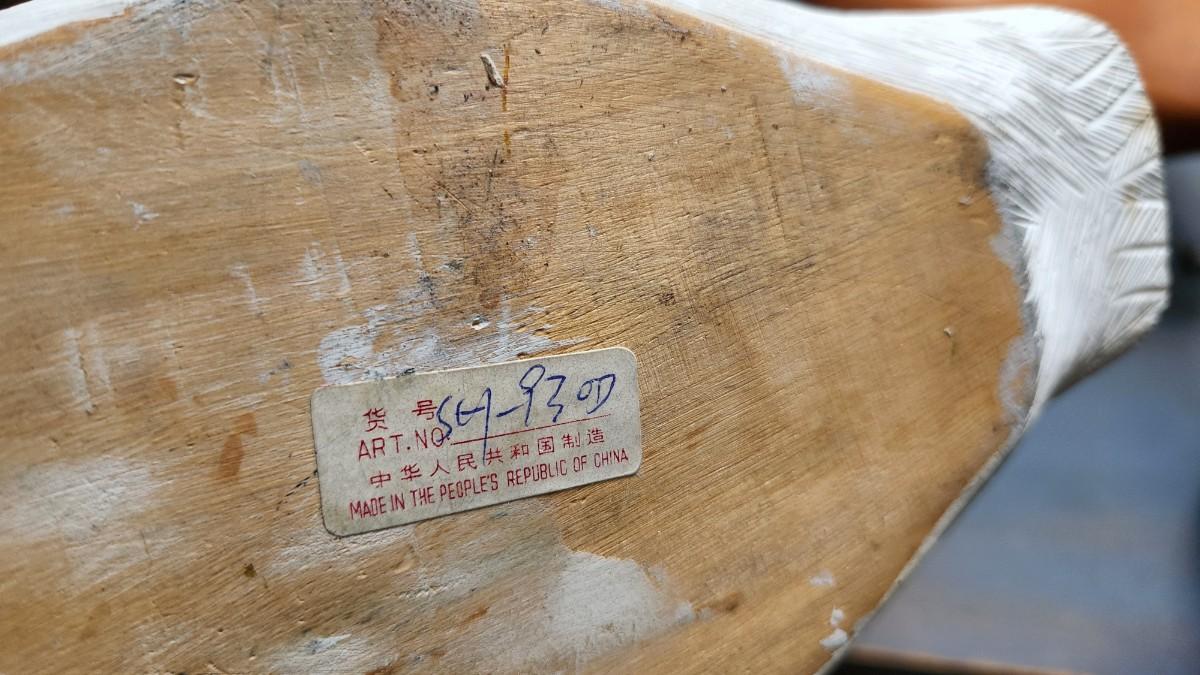 货 号
ART.NO. SH-930D
中华人民共和国制造
MADE IN THE PEOPLE'S REPUBLIC OF CHINA